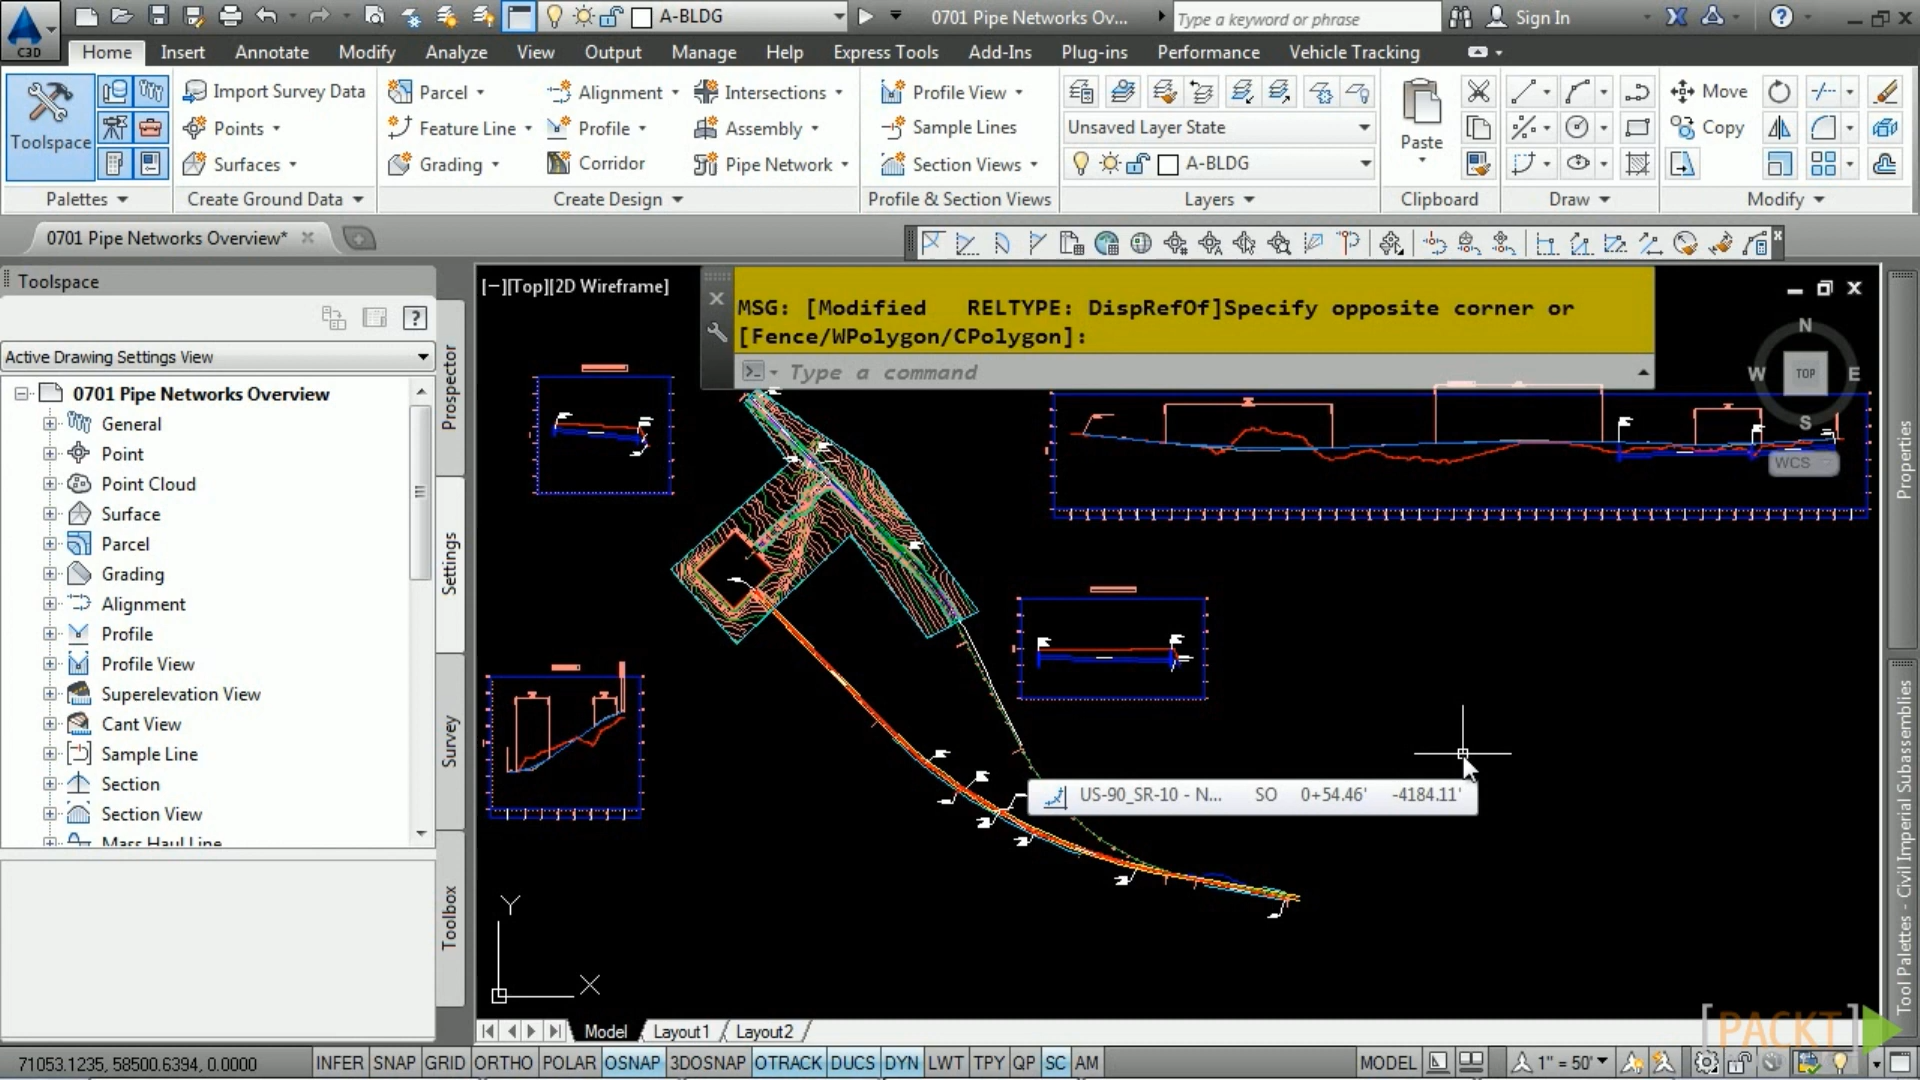 C3D
A-BLDG
0701 Pipe Networks Ov...
Type a keyword or phrase
Sign In
Home Insert Annotate Modify Analyze View Output Manage Help Express Tools Add-Ins Plug-ins Performance Vehicle Tracking
Toolspace
Import Survey Data
Points
Surfaces
Parcel
Feature Line
Grading
Alignment
Profile
Corridor
Intersections
Assembly
Pipe Network
Profile View
Sample Lines
Section Views
Unsaved Layer State
A-BLDG
Paste
Move
Copy
Palettes
Create Ground Data
Create Design
Profile & Section Views
Layers
Clipboard
Draw
Modify
0701 Pipe Networks Overview*
Toolspace
Active Drawing Settings View
0701 Pipe Networks Overview
General
Point
Point Cloud
Surface
Parcel
Grading
Alignment
Profile
Profile View
Superelevation View
Cant View
Sample Line
Section
Section View
Mass Haul Line
Prospector
Settings
Survey
Toolbox
[−][Top][2D Wireframe]
MSG: [Modified   RELTYPE: DispRefOf]Specify opposite corner or
[Fence/WPolygon/CPolygon]:
Type a command
N
W TOP E
S
WCS
Properties
Tool Palettes - Civil Imperial Subassemblies
US-90_SR-10 - N... SO 0+54.46' -4184.11'
Y
X
Model Layout1 Layout2
[PACKT]
71053.1235, 58500.6394, 0.0000
INFER SNAP GRID ORTHO POLAR OSNAP 3DOSNAP OTRACK DUCS DYN LWT TPY QP SC AM
MODEL
1" = 50'